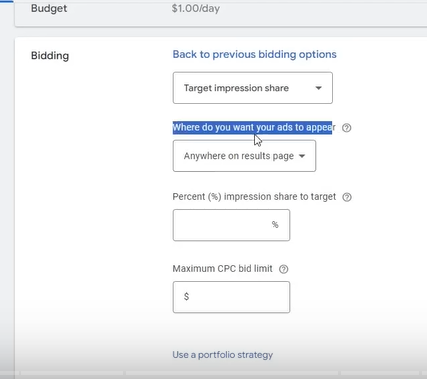 Budget
$1.00/day
Bidding
Back to previous bidding options
Target impression share
Where do you want your ads to appear
Anywhere on results page
Percent (%) impression share to target
%
Maximum CPC bid limit
$
Use a portfolio strategy